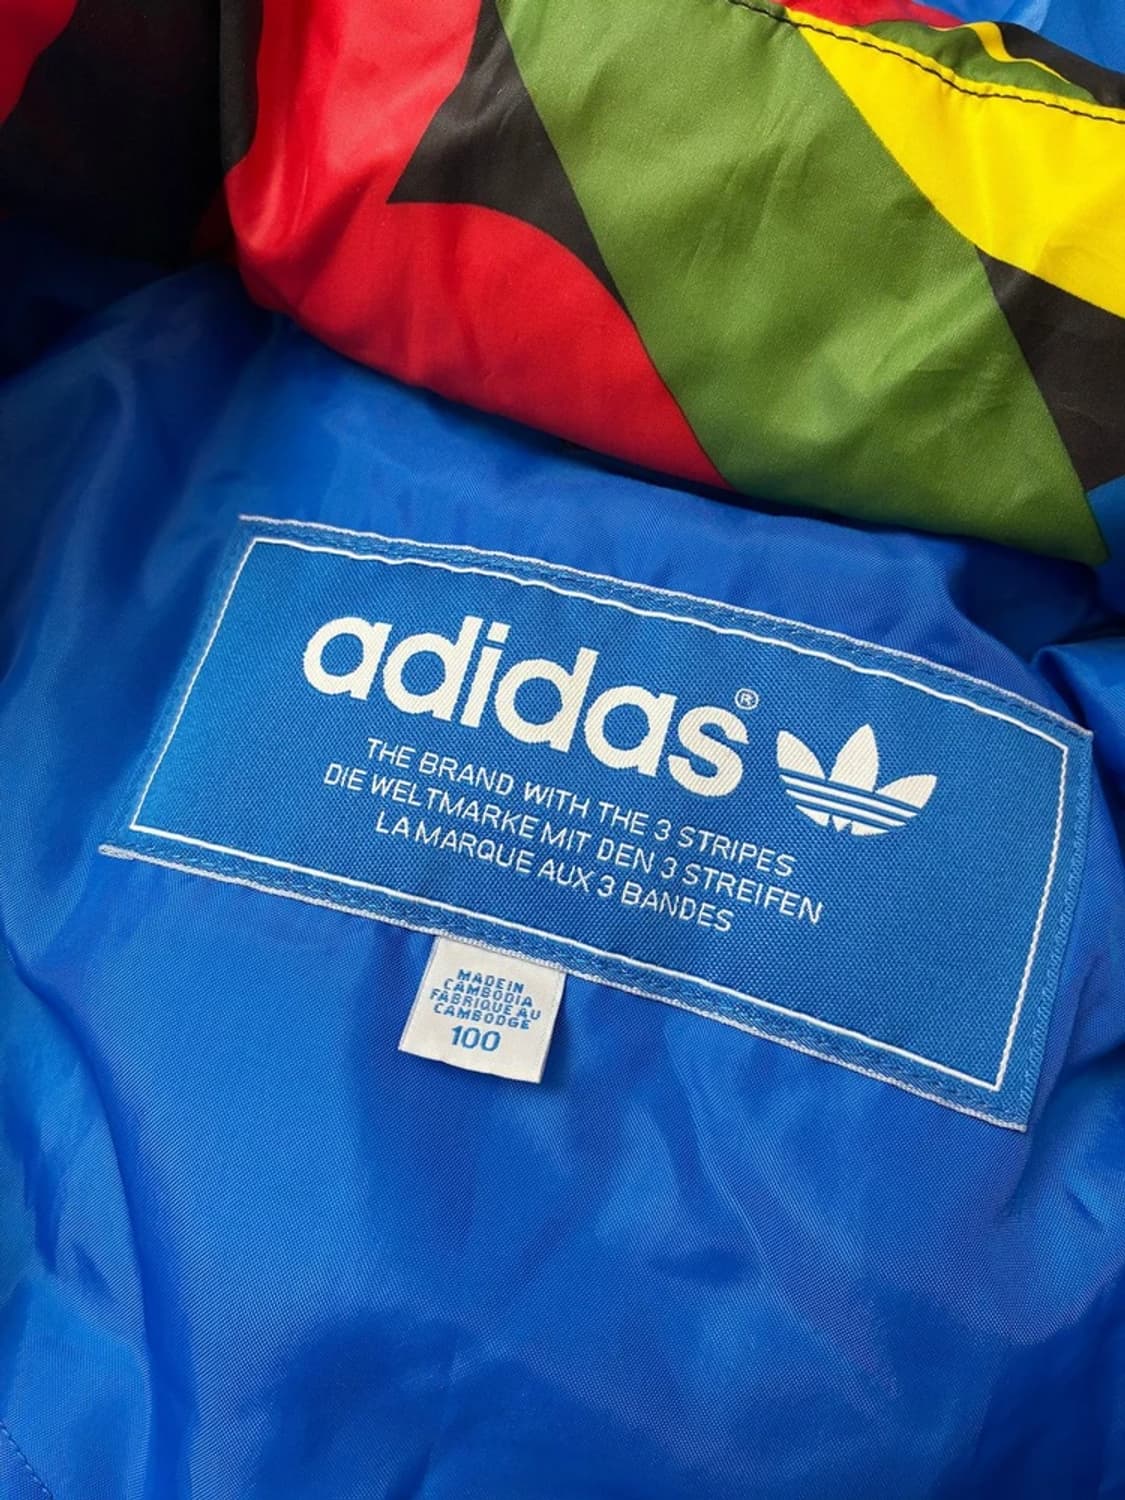 adidas®
THE BRAND WITH THE 3 STRIPES
DIE WELTMARKE MIT DEN 3 STREIFEN
LA MARQUE AUX 3 BANDES
MADE IN
CAMBODIA
FABRIQUE AU
CAMBODGE
100